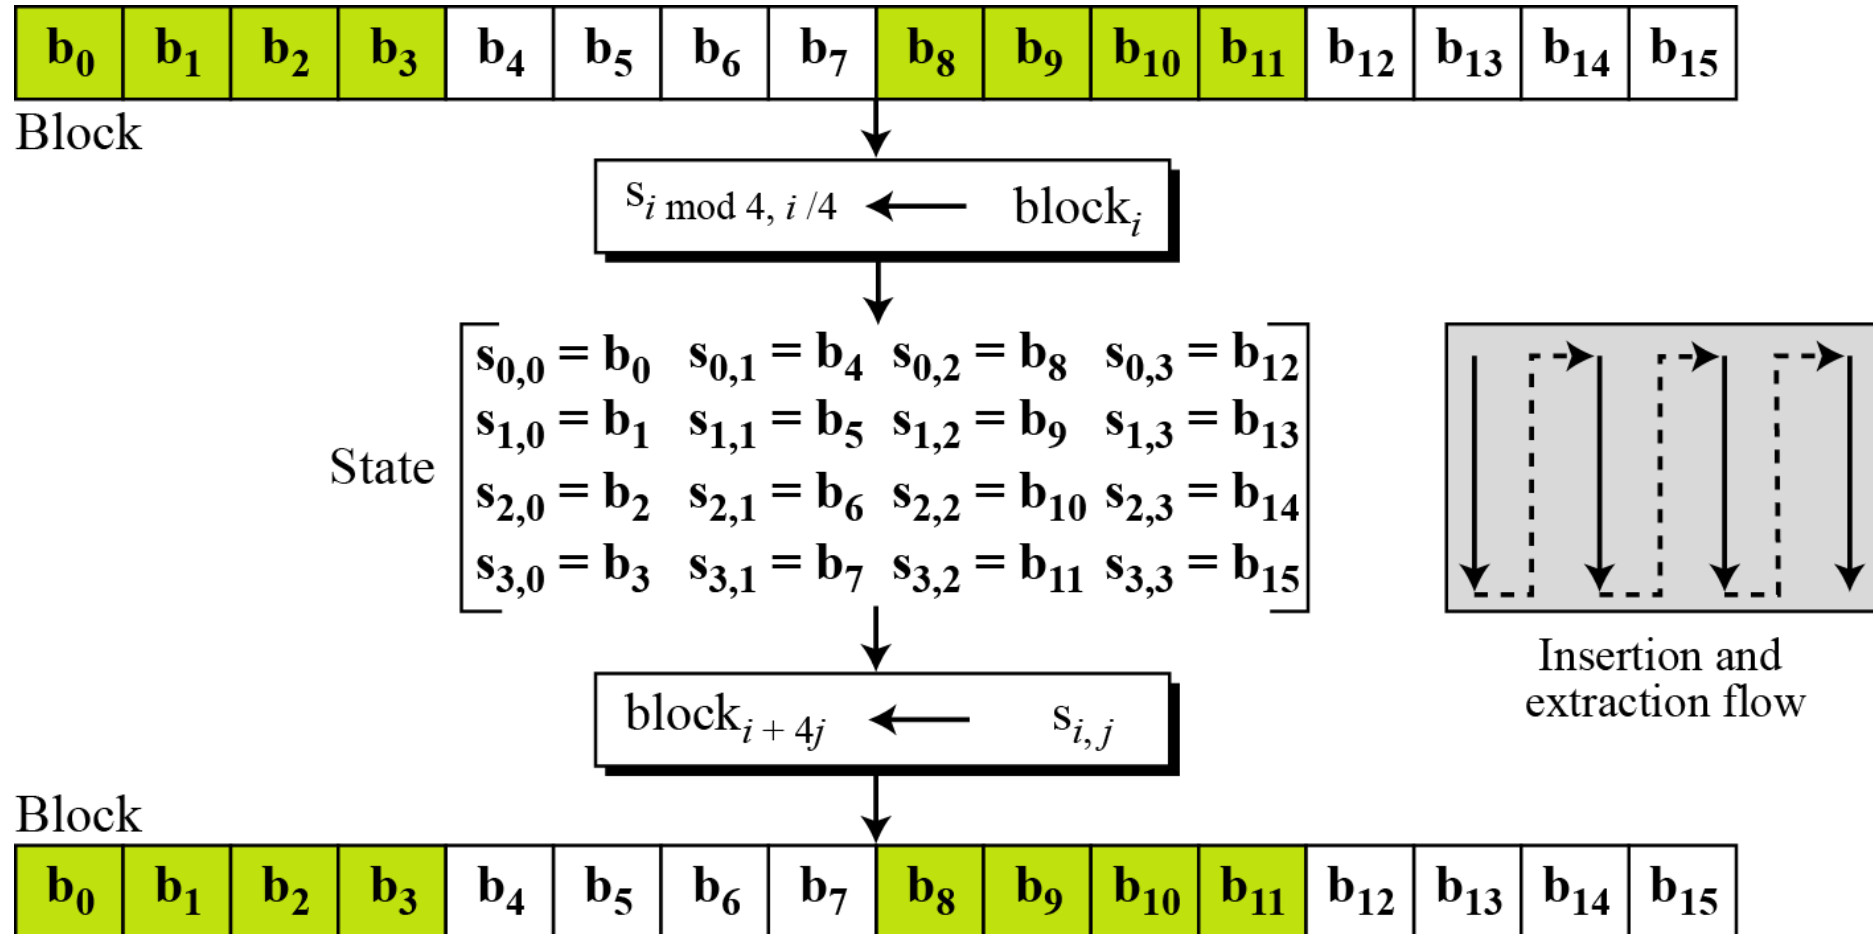 b0 b1 b2 b3 b4 b5 b6 b7 b8 b9 b10 b11 b12 b13 b14 b15
Block
s i mod 4, i /4 ← block i
s0,0 = b0 s0,1 = b4 s0,2 = b8 s0,3 = b12
s1,0 = b1 s1,1 = b5 s1,2 = b9 s1,3 = b13
State
s2,0 = b2 s2,1 = b6 s2,2 = b10 s2,3 = b14
s3,0 = b3 s3,1 = b7 s3,2 = b11 s3,3 = b15
Insertion and
extraction flow
block i + 4j ← s i, j
Block
b0 b1 b2 b3 b4 b5 b6 b7 b8 b9 b10 b11 b12 b13 b14 b15